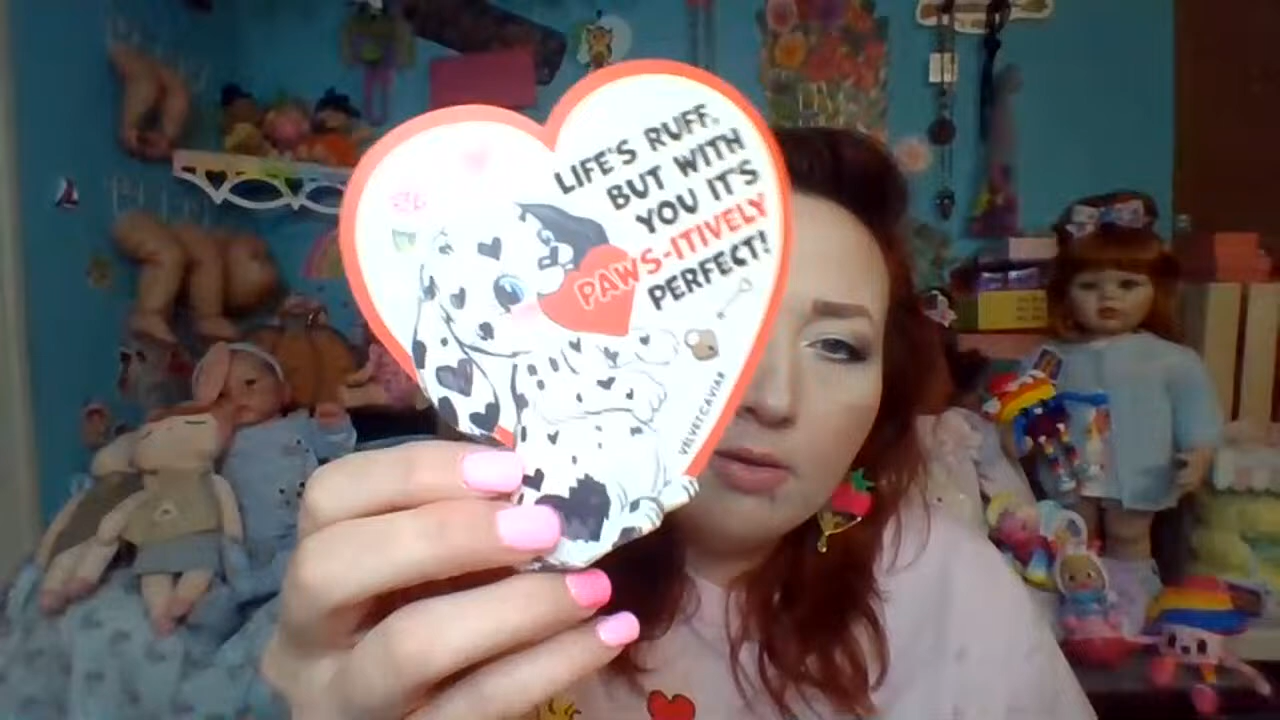 LIFE'S RUFF,
BUT WITH
YOU IT'S
PAWS-ITIVELY
PERFECT!
VELVETCAVIAR